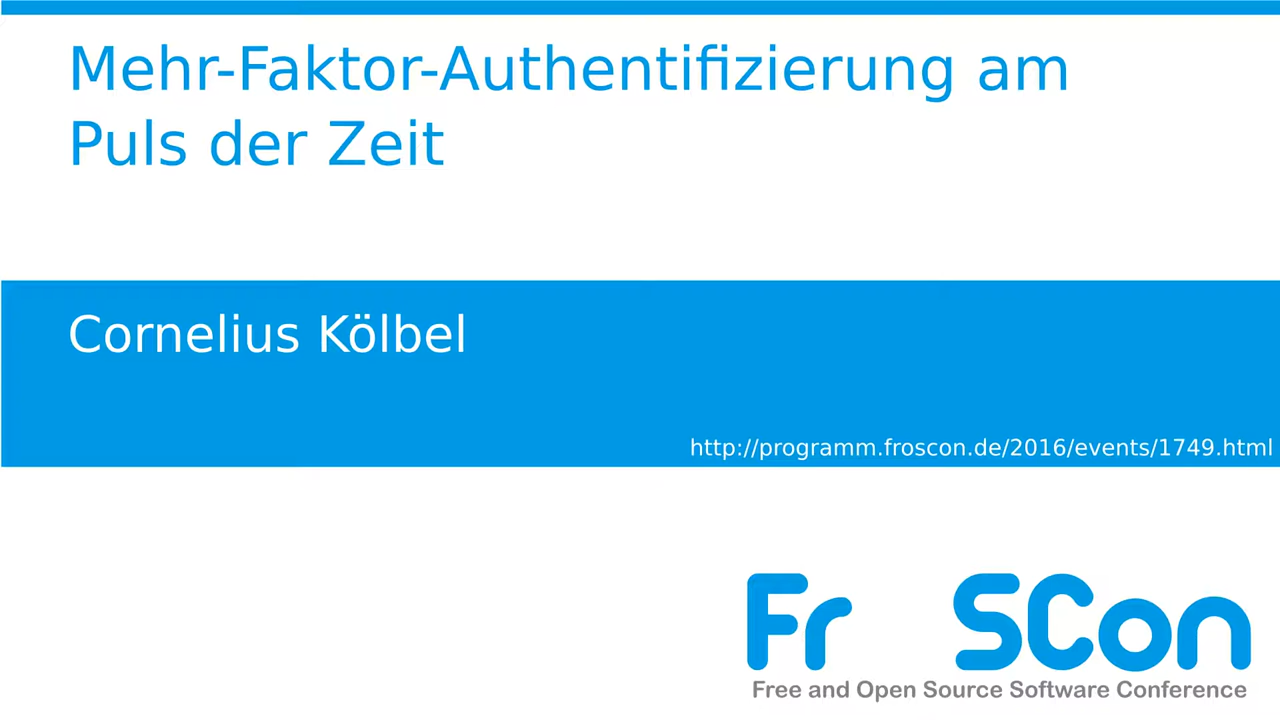 Mehr-Faktor-Authentifizierung am
Puls der Zeit
Cornelius Kölbel
http://programm.froscon.de/2016/events/1749.html
Fr SCon
Free and Open Source Software Conference